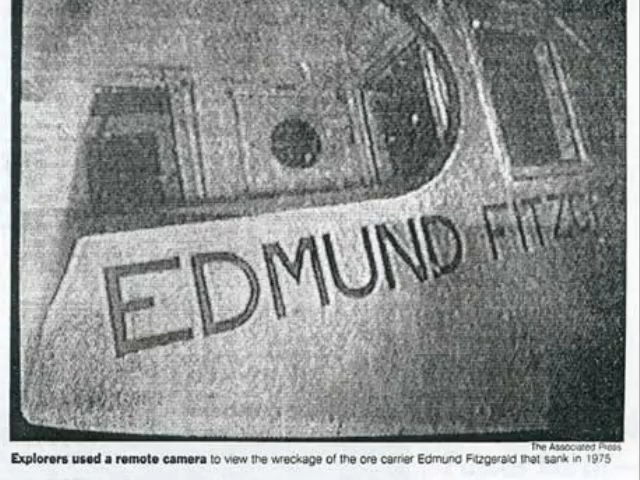 EDMUND FITZG
The Associated Press
Explorers used a remote camera to view the wreckage of the ore carrier Edmund Fitzgerald that sank in 1975